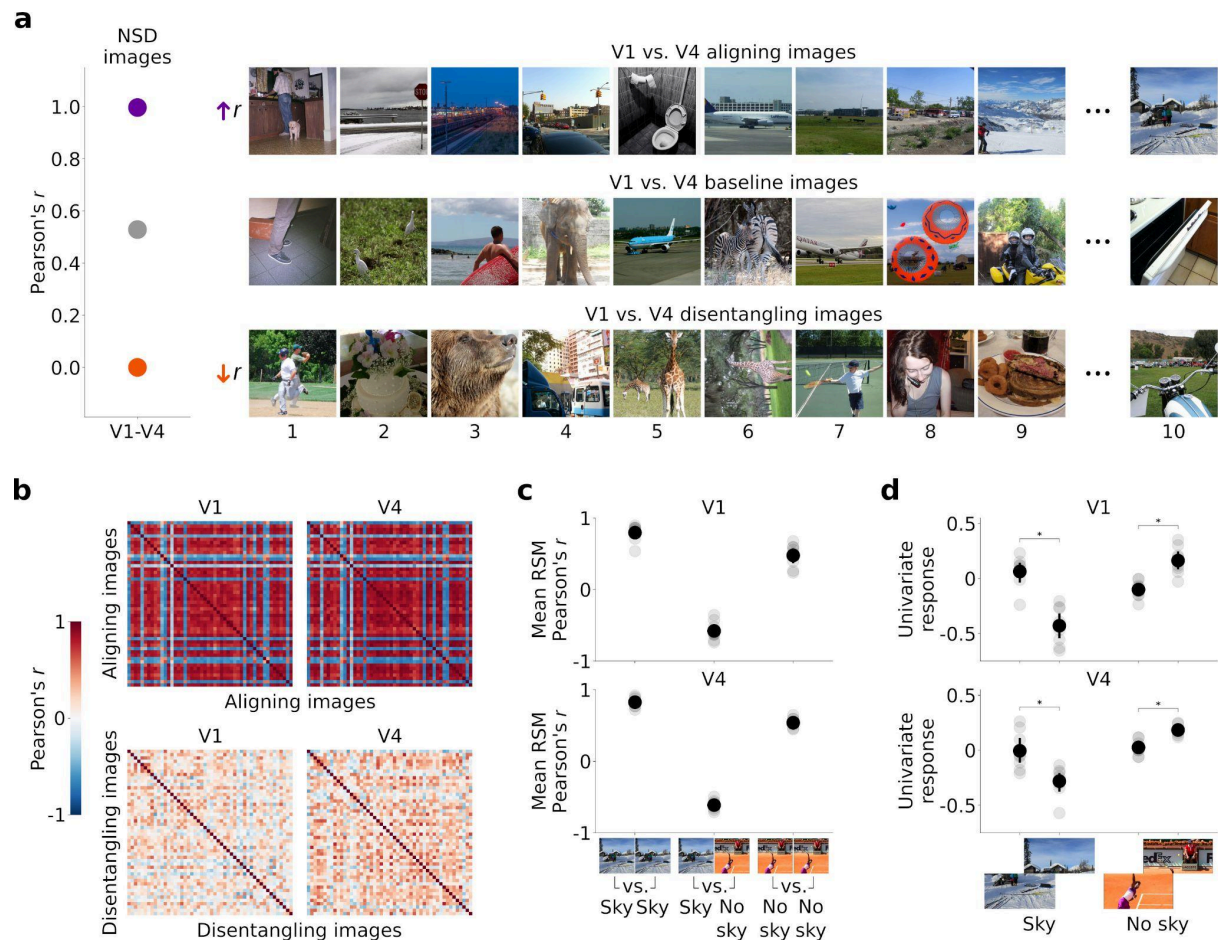 a
NSD
images
V1 vs. V4 aligning images
Pearson's r
1.0
0.8
0.6
0.4
0.2
0.0
V1-V4
↑r
...
V1 vs. V4 baseline images
...
V1 vs. V4 disentangling images
↓r
...
1 2 3 4 5 6 7 8 9 10
b
V1 V4
Aligning images
Aligning images
Pearson's r
1
0
-1
V1 V4
Disentangling images
Disentangling images
c
V1
Mean RSM
Pearson's r
1
0
-1
V4
Mean RSM
Pearson's r
1
0
-1
vs. vs. vs.
Sky Sky Sky No sky No sky No sky
d
V1
Univariate
response
0.5
0
-0.5
* *
V4
Univariate
response
0.5
0
-0.5
* *
FedEx
Sky No sky